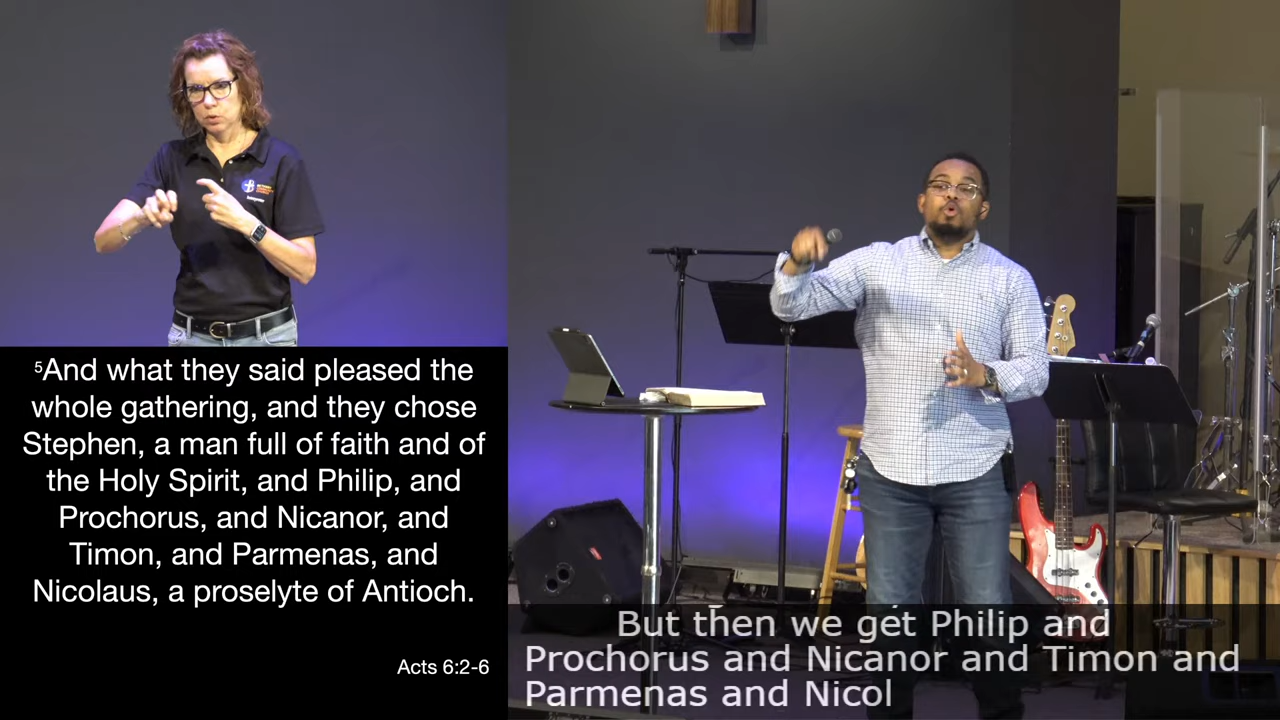 ⁵And what they said pleased the
whole gathering, and they chose
Stephen, a man full of faith and of
the Holy Spirit, and Philip, and
Prochorus, and Nicanor, and
Timon, and Parmenas, and
Nicolaus, a proselyte of Antioch.
Acts 6:2-6
But then we get Philip and
Prochorus and Nicanor and Timon and
Parmenas and Nicol